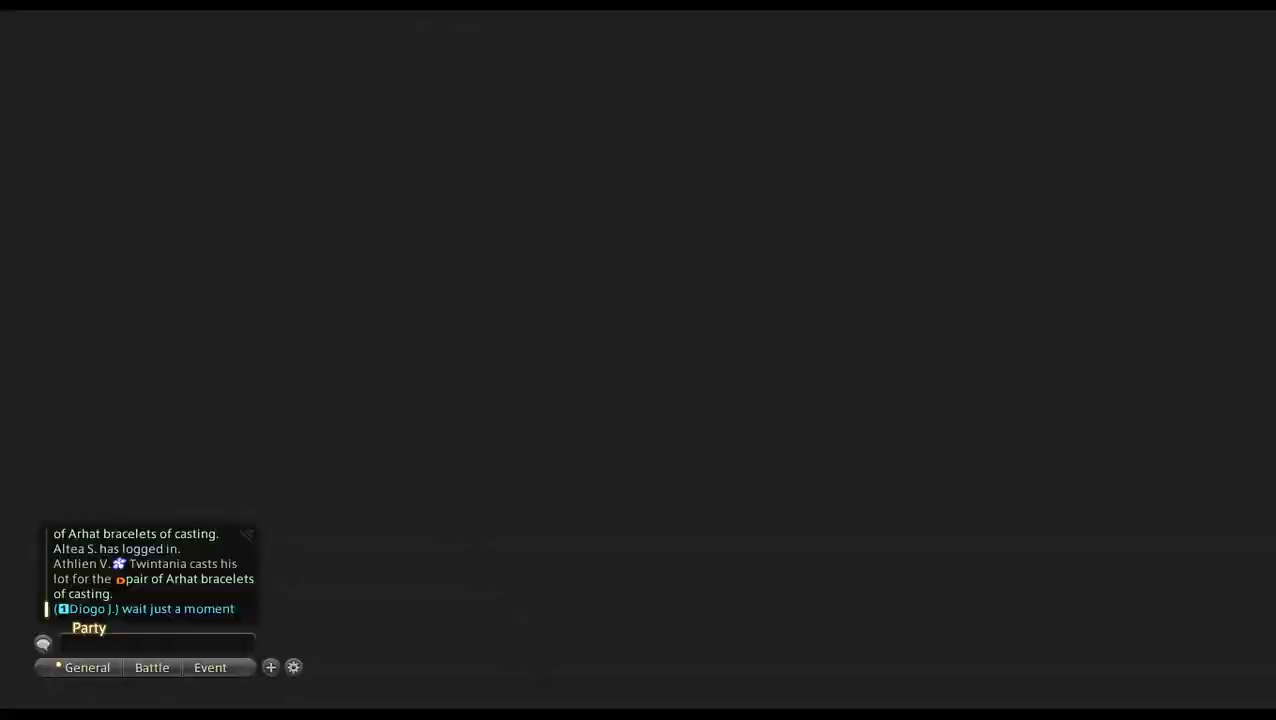 of Arhat bracelets of casting.
Altea S. has logged in.
Athlien V. Twintania casts his
lot for the pair of Arhat bracelets
of casting.
(1Diogo J.) wait just a moment
Party
General Battle Event